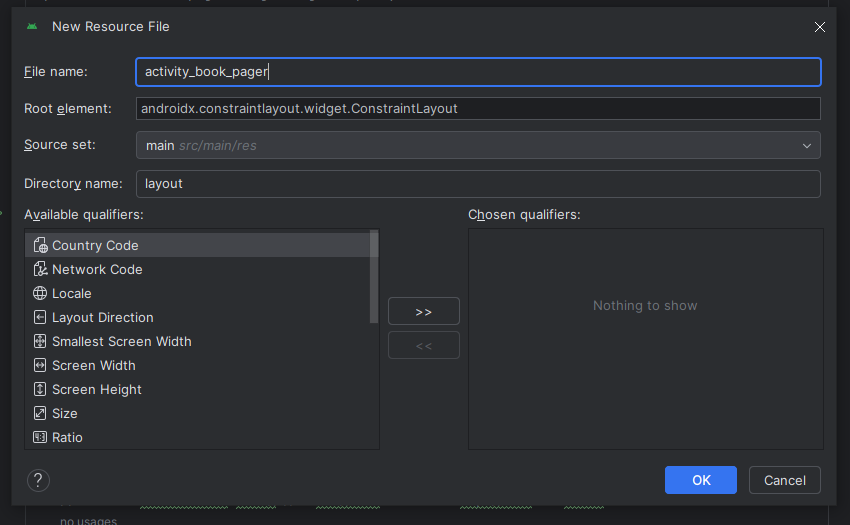 New Resource File
File name: activity_book_pager
Root element: androidx.constraintlayout.widget.ConstraintLayout
Source set: main src/main/res
Directory name: layout
Available qualifiers: Chosen qualifiers:
Country Code
Network Code
Locale
Layout Direction
Smallest Screen Width
Screen Width
Screen Height
Size
Ratio
>>
<<
Nothing to show
? OK Cancel
no usages